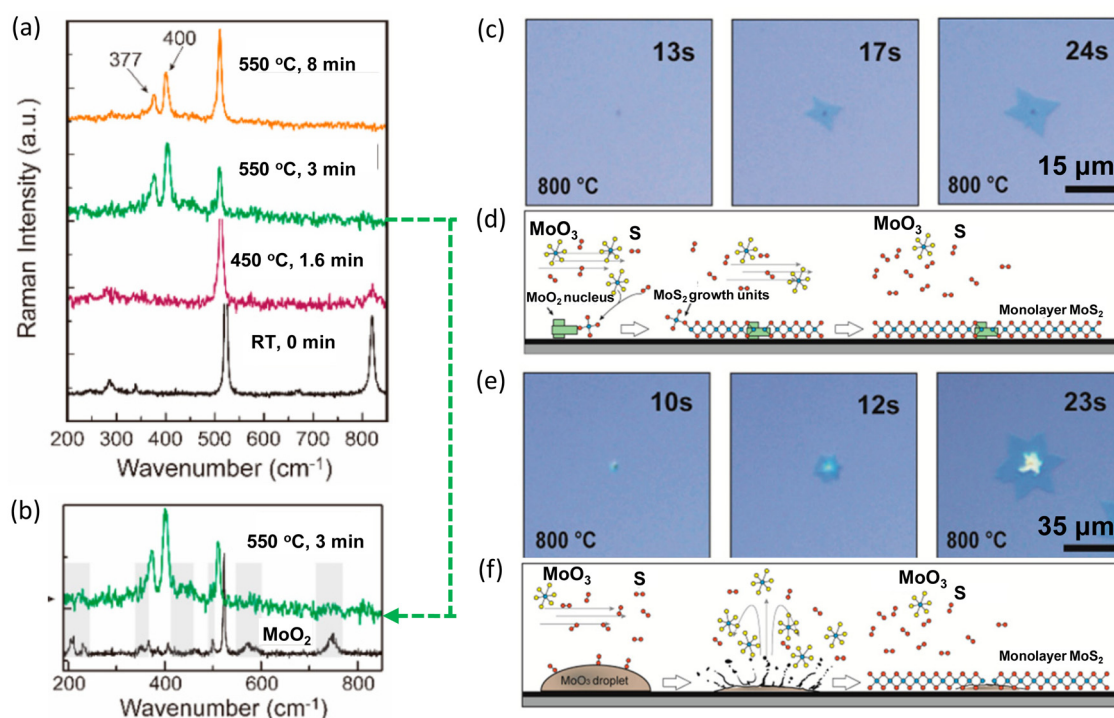 (a)
377
400
550 °C, 8 min
550 °C, 3 min
450 °C, 1.6 min
RT, 0 min
Raman Intensity (a.u.)
200 300 400 500 600 700 800
Wavenumber (cm-1)
(b)
550 °C, 3 min
MoO2
200 400 600 800
Wavenumber (cm-1)
(c)
13s
17s
24s
800 °C
800 °C
15 µm
(d)
MoO3
S
MoO3
S
MoO2 nucleus
MoS2 growth units
Monolayer MoS2
(e)
10s
12s
23s
800 °C
800 °C
35 µm
(f)
MoO3
S
MoO3
S
MoO3 droplet
Monolayer MoS2